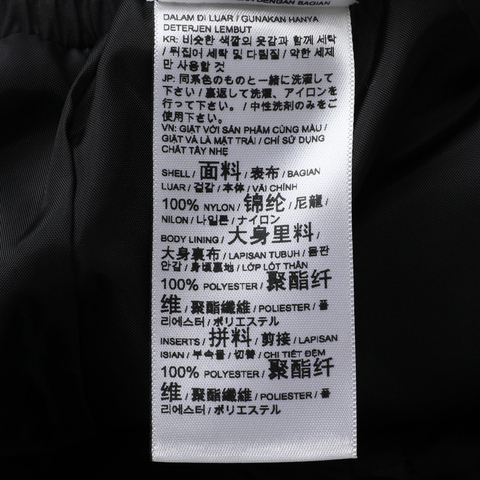 DENGAN BAGIAN
DALAM DI LUAR / GUNAKAN HANYA
DETERJEN LEMBUT
KR: 비슷한 색깔의 옷감과 함께 세탁
/ 뒤집어 세탁 및 다림질 / 약한 세제
만 사용할 것
JP: 同系色のものと一緒に洗濯して
下さい / 裏返して洗濯、アイロンを
行って下さい。 / 中性洗剤のみをご
使用下さい。
VN: GIẶT VỚI SẢN PHẨM CÙNG MÀU /
GIẶT VÀ LÀ MẶT TRÁI / CHỈ SỬ DỤNG
CHẤT TẨY NHẸ
SHELL / 面料 / 表布 / BAGIAN
LUAR / 겉감 / 本体 / VẢI CHÍNH
100% NYLON / 锦纶 / 尼龍 /
NILON / 나일론 / ナイロン
BODY LINING / 大身里料 /
大身裏布 / LAPISAN TUBUH / 몸판
안감 / 身頃裏地 / LỚP LÓT THÂN
100% POLYESTER / 聚酯纤
维 / 聚酯纖維 / POLIESTER / 폴
리에스터 / ポリエステル
INSERTS / 拼料 / 剪接 / LAPISAN
ISIAN / 부속물 / 切替 / CHI TIẾT ĐỆM
100% POLYESTER / 聚酯纤
维 / 聚酯纖維 / POLIESTER / 폴
리에스터 / ポリエステル